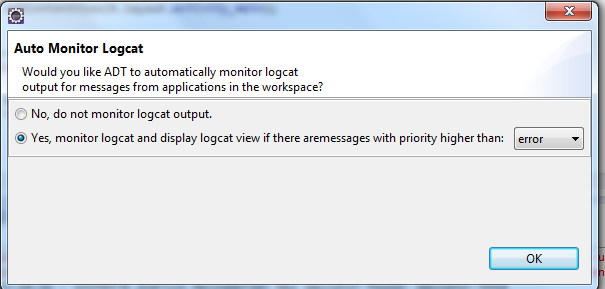 Auto Monitor Logcat
Would you like ADT to automatically monitor logcat
output for messages from applications in the workspace?
No, do not monitor logcat output.
Yes, monitor logcat and display logcat view if there aremessages with priority higher than: error
OK